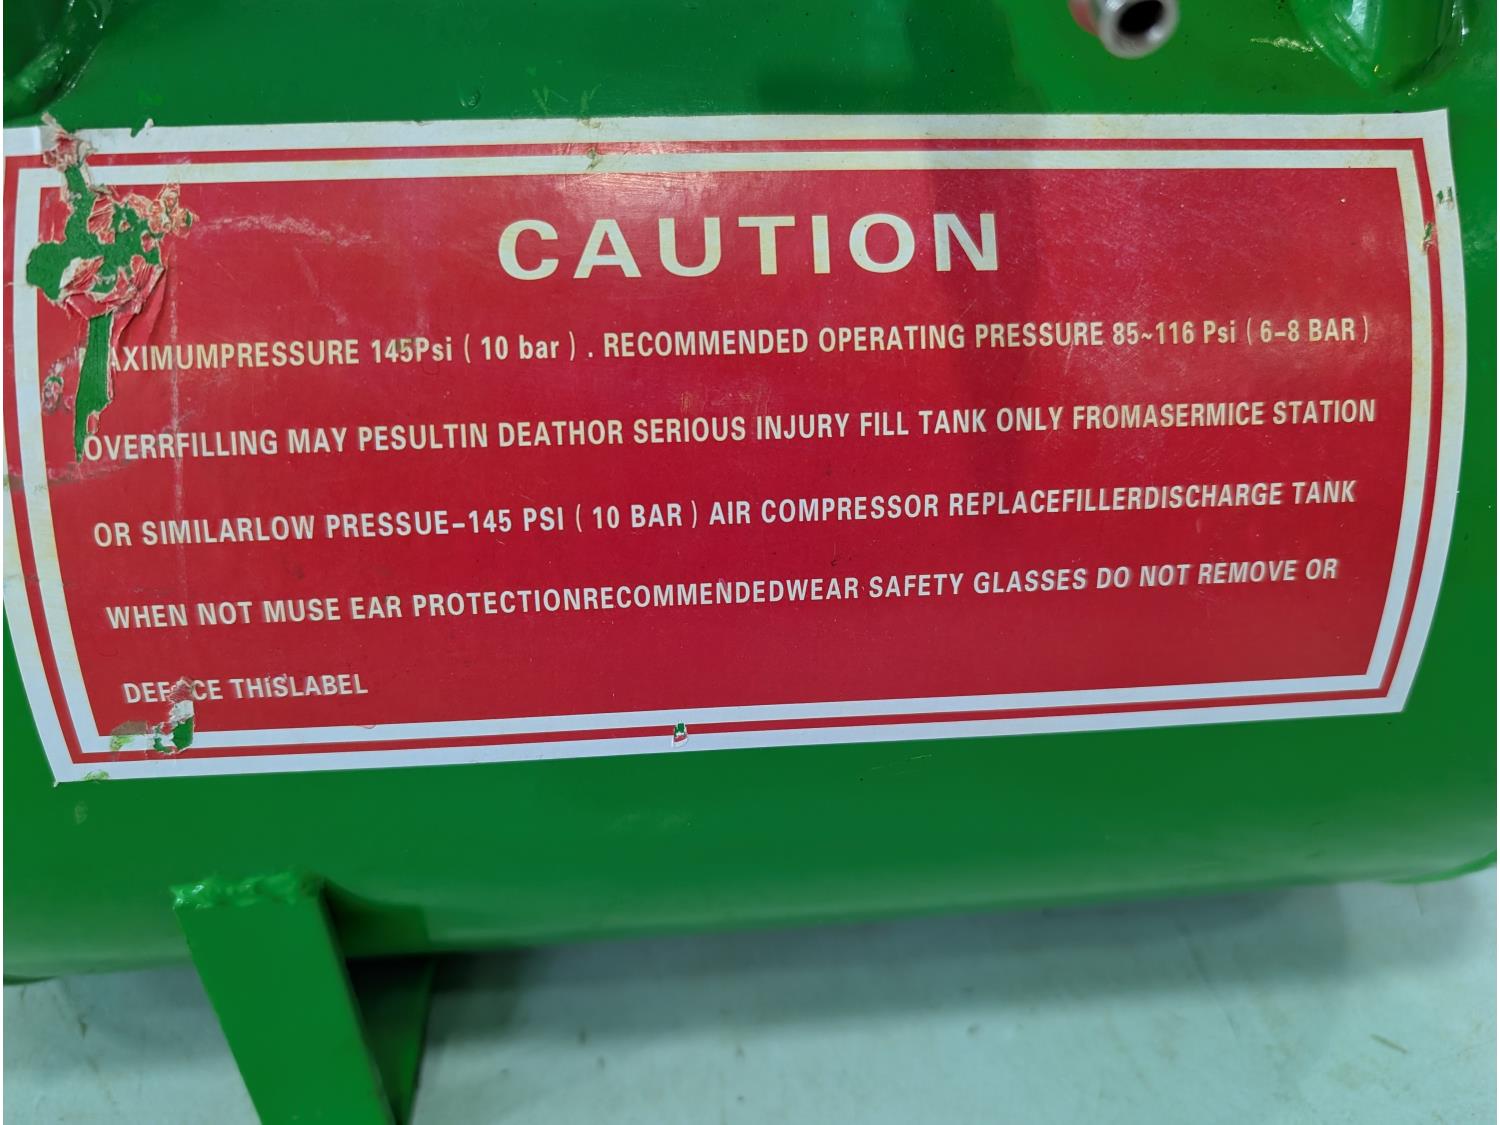 CAUTION
MAXIMUMPRESSURE 145Psi ( 10 bar ) . RECOMMENDED OPERATING PRESSURE 85~116 Psi ( 6-8 BAR )
OVERRFILLING MAY PESULTIN DEATHOR SERIOUS INJURY FILL TANK ONLY FROMASERMICE STATION
OR SIMILARLOW PRESSUE-145 PSI ( 10 BAR ) AIR COMPRESSOR REPLACEFILLERDISCHARGE TANK
WHEN NOT MUSE EAR PROTECTIONRECOMMENDEDWEAR SAFETY GLASSES DO NOT REMOVE OR
DEFACE THISLABEL